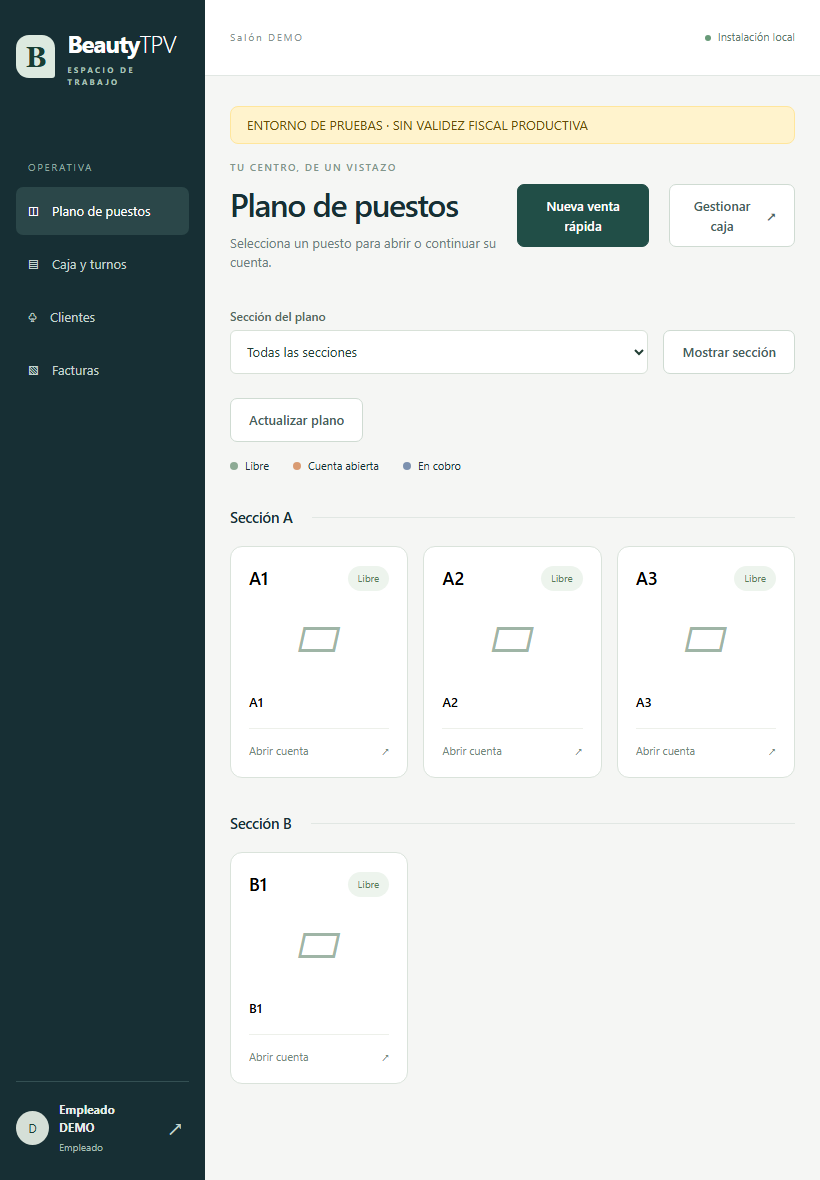 B
BeautyTPV
ESPACIO DE
TRABAJO
OPERATIVA
Plano de puestos
Caja y turnos
Clientes
Facturas
D
Empleado
DEMO
Empleado
↗
Salón DEMO
Instalación local
ENTORNO DE PRUEBAS · SIN VALIDEZ FISCAL PRODUCTIVA
TU CENTRO, DE UN VISTAZO
Plano de puestos
Selecciona un puesto para abrir o continuar su
cuenta.
Nueva venta
rápida
Gestionar
caja ↗
Sección del plano
Todas las secciones
Mostrar sección
Actualizar plano
Libre
Cuenta abierta
En cobro
Sección A
A1 Libre
A1
Abrir cuenta ↗
A2 Libre
A2
Abrir cuenta ↗
A3 Libre
A3
Abrir cuenta ↗
Sección B
B1 Libre
B1
Abrir cuenta ↗